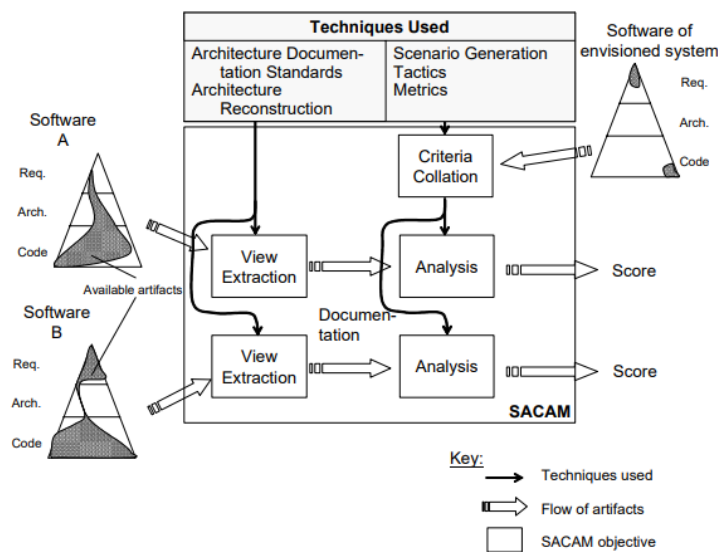 Techniques Used
Architecture Documen-
tation Standards
Architecture
Reconstruction
Scenario Generation
Tactics
Metrics
Software of
envisioned system
Req.
Arch.
Code
Software
A
Req.
Arch.
Code
Criteria
Collation
View
Extraction
Analysis
Score
Available artifacts
Software
B
Req.
Arch.
Code
Documen-
tation
View
Extraction
Analysis
Score
SACAM
Key:
Techniques used
Flow of artifacts
SACAM objective